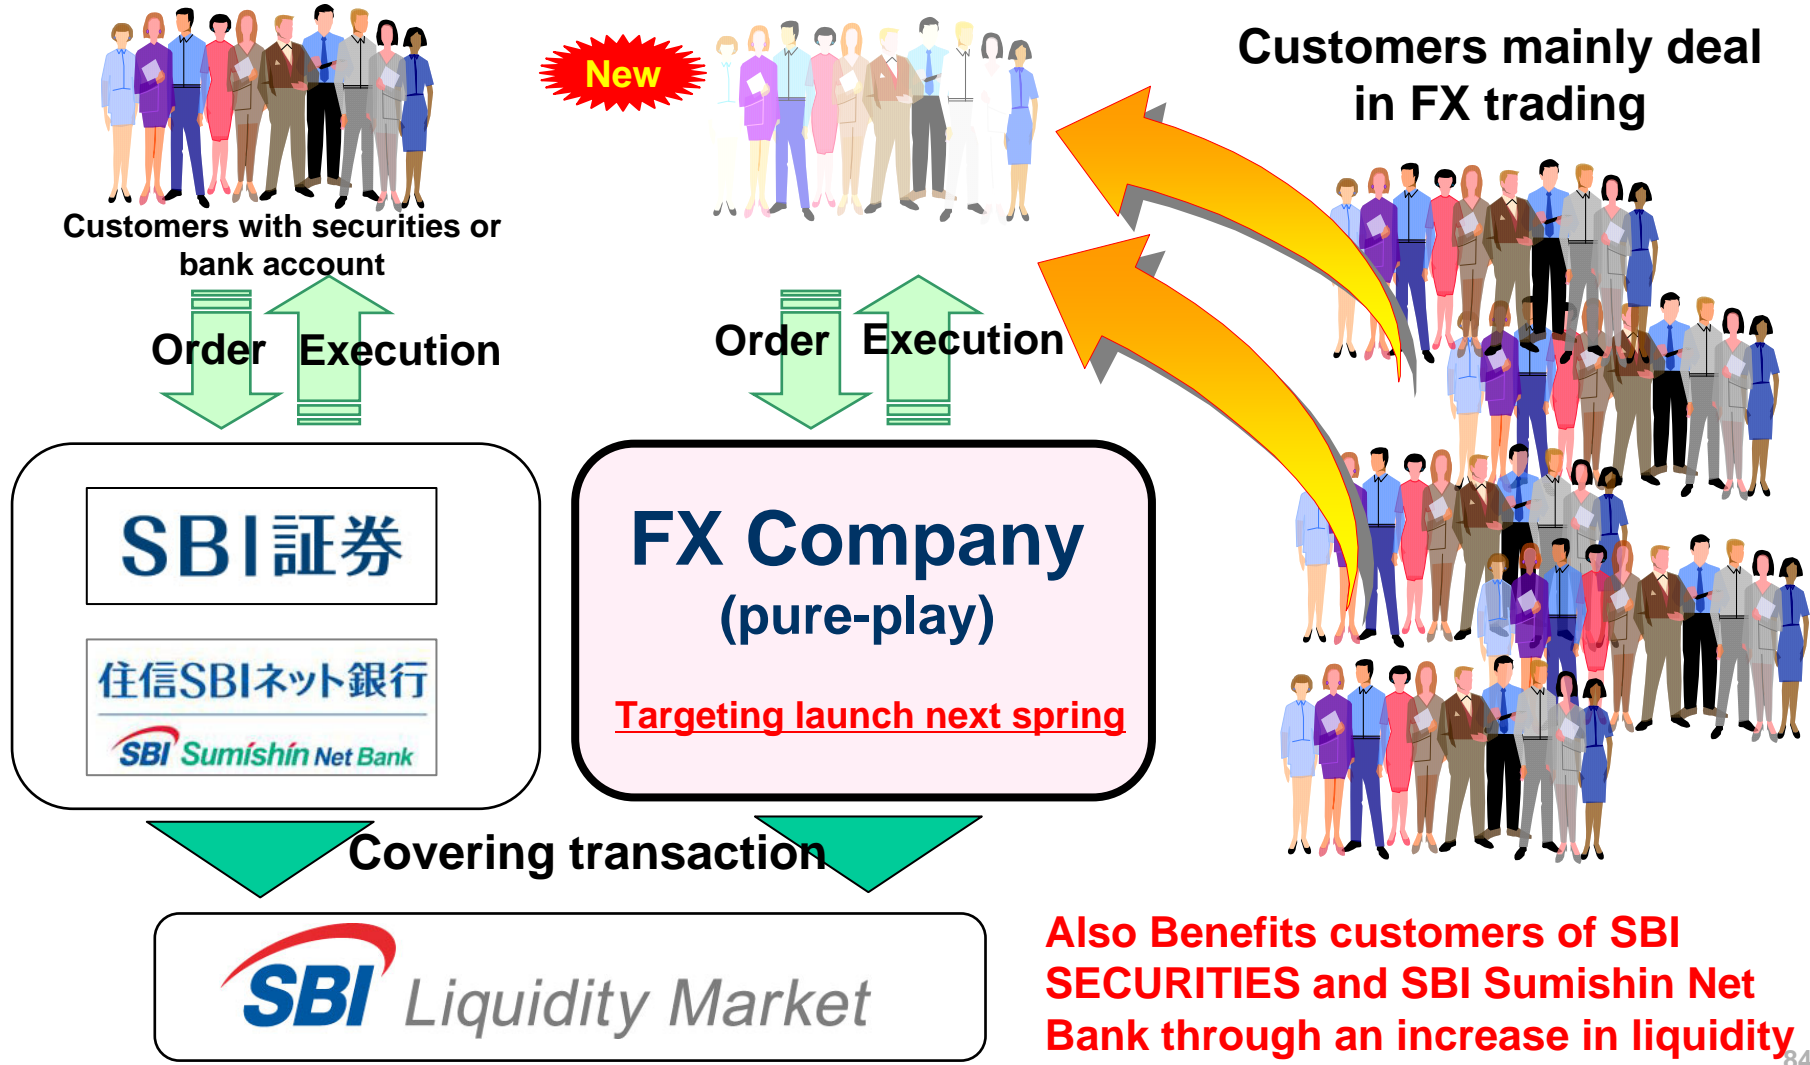 New
Customers mainly deal
in FX trading
Customers with securities or
bank account
Order Execution
Order Execution
SBI証券
住信SBIネット銀行
SBI Sumishin Net Bank
FX Company
(pure-play)
Targeting launch next spring
Covering transaction
SBI Liquidity Market
Also Benefits customers of SBI
SECURITIES and SBI Sumishin Net
Bank through an increase in liquidity
84